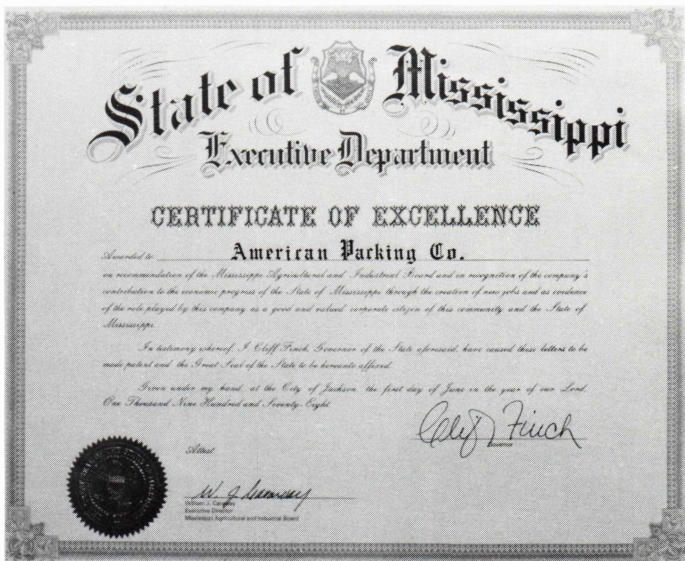 State of Mississippi
Executive Department
CERTIFICATE OF EXCELLENCE
Awarded to American Packing Co.
on recommendation of the Mississippi Agricultural and Industrial Board and in recognition of the company's
contribution to the economic progress of the State of Mississippi through the creation of new jobs and as evidence
of the role played by this company as a good and valued corporate citizen of this community and the State of
Mississippi.
In testimony whereof, I, Cliff Finch, Governor of the State aforesaid, have caused these letters to be
made patent and the Great Seal of the State to be hereunto affixed.
Given under my hand, at the City of Jackson, the first day of June in the year of our Lord,
One Thousand Nine Hundred and Seventy-Eight
Cliff Finch
Governor
Attest
William J.
Executive Director
Mississippi Agricultural and Industrial Board